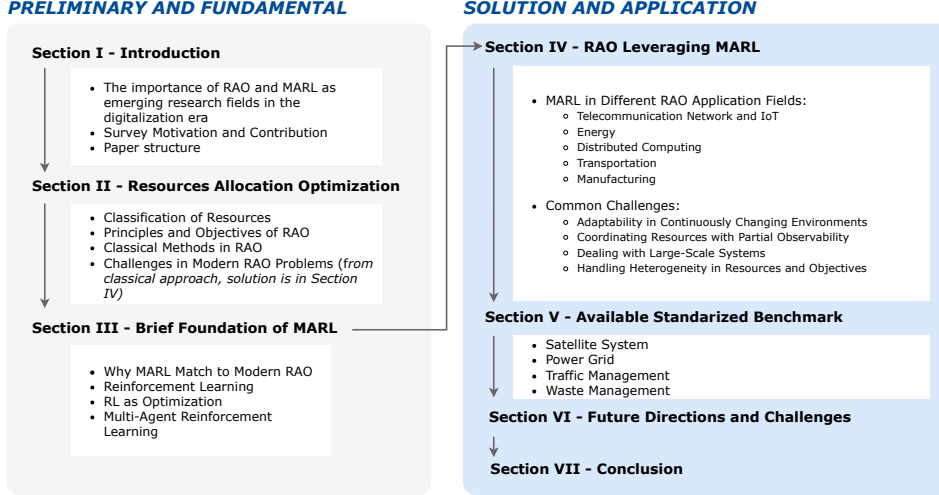 PRELIMINARY AND FUNDAMENTAL
Section I - Introduction
• The importance of RAO and MARL as
emerging research fields in the
digitalization era
• Survey Motivation and Contribution
• Paper structure
Section II - Resources Allocation Optimization
• Classification of Resources
• Principles and Objectives of RAO
• Classical Methods in RAO
• Challenges in Modern RAO Problems (from
classical approach, solution is in Section
IV)
Section III - Brief Foundation of MARL
• Why MARL Match to Modern RAO
• Reinforcement Learning
• RL as Optimization
• Multi-Agent Reinforcement
Learning
SOLUTION AND APPLICATION
Section IV - RAO Leveraging MARL
• MARL in Different RAO Application Fields:
◦ Telecommunication Network and IoT
◦ Energy
◦ Distributed Computing
◦ Transportation
◦ Manufacturing
• Common Challenges:
◦ Adaptability in Continuously Changing Environments
◦ Coordinating Resources with Partial Observability
◦ Dealing with Large-Scale Systems
◦ Handling Heterogeneity in Resources and Objectives
Section V - Available Standarized Benchmark
• Satellite System
• Power Grid
• Traffic Management
• Waste Management
Section VI - Future Directions and Challenges
Section VII - Conclusion